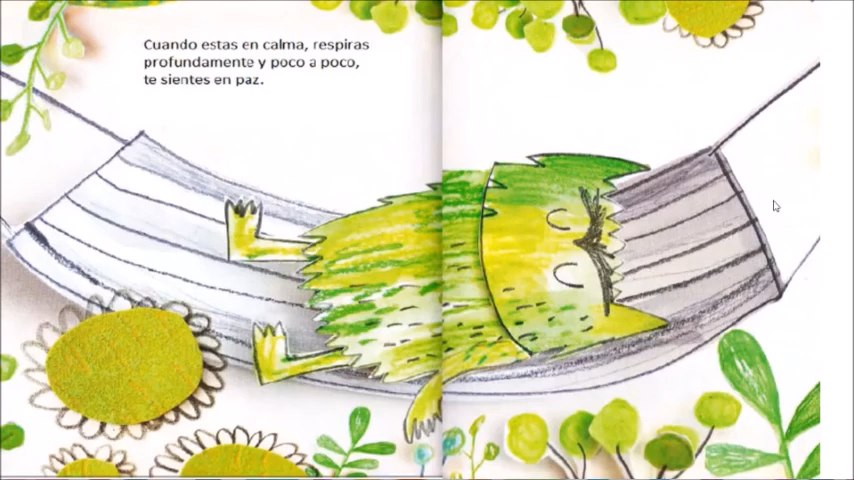 Cuando estas en calma, respiras
profundamente y poco a poco,
te sientes en paz.